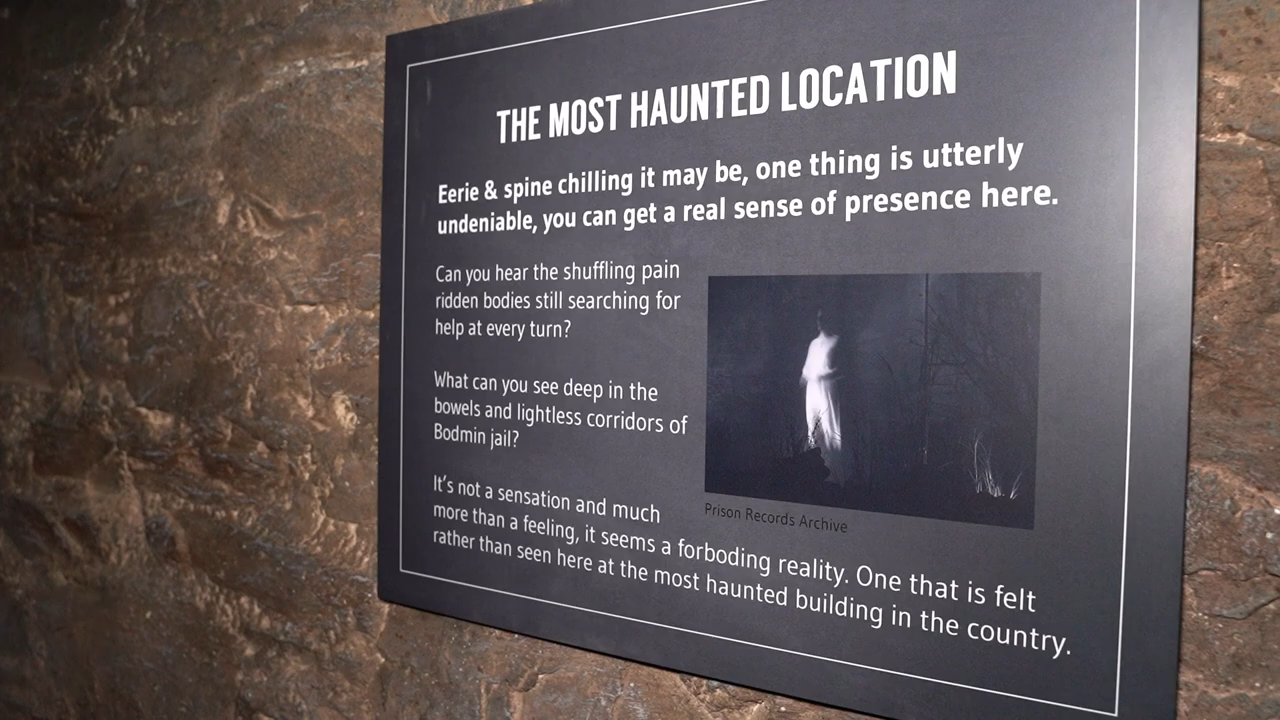 THE MOST HAUNTED LOCATION
Eerie & spine chilling it may be, one thing is utterly
undeniable, you can get a real sense of presence here.
Can you hear the shuffling pain
ridden bodies still searching for
help at every turn?
What can you see deep in the
bowels and lightless corridors of
Bodmin jail?
It's not a sensation and much
more than a feeling, it seems a forboding reality. One that is felt
rather than seen here at the most haunted building in the country.
Prison Records Archive